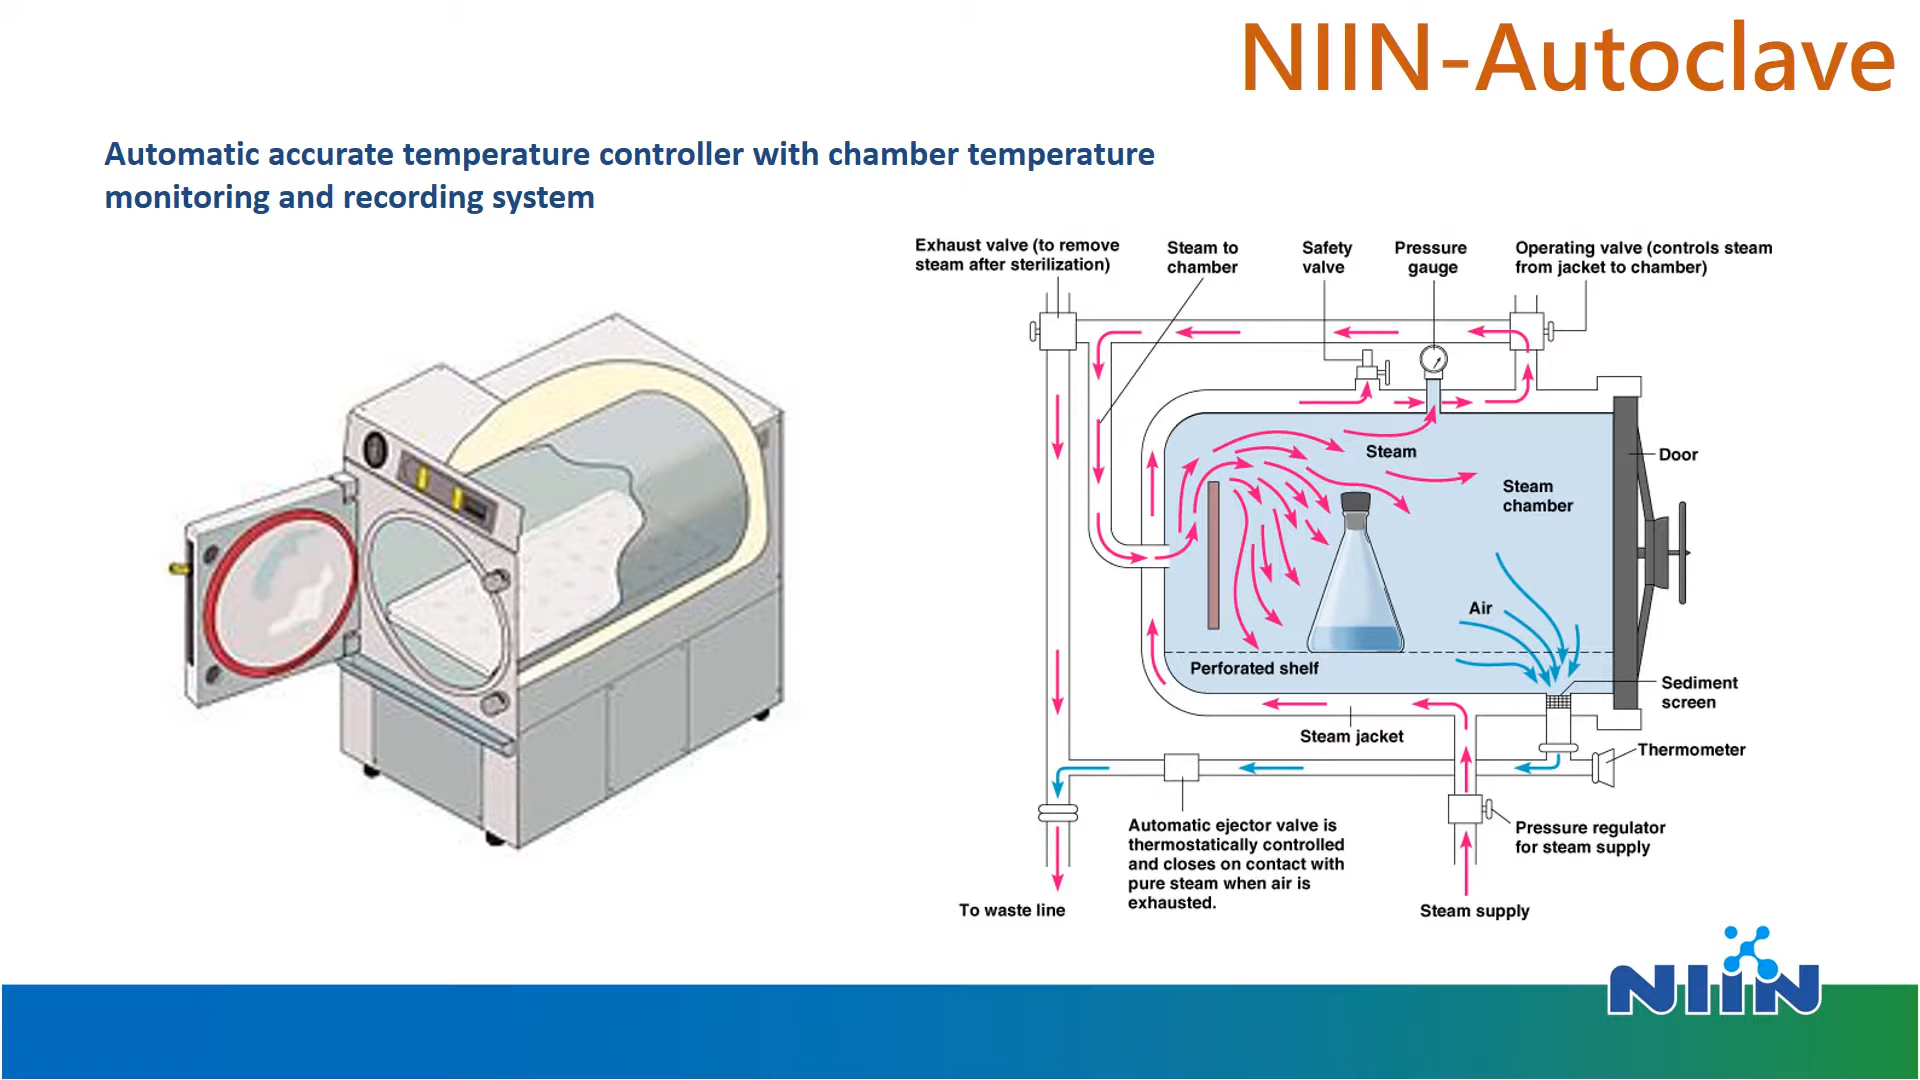 NIIN-Autoclave
Automatic accurate temperature controller with chamber temperature
monitoring and recording system
Exhaust valve (to remove
steam after sterilization)
Steam to
chamber
Safety
valve
Pressure
gauge
Operating valve (controls steam
from jacket to chamber)
Steam
Door
Steam
chamber
Air
Perforated shelf
Sediment
screen
Steam jacket
Thermometer
Automatic ejector valve is
thermostatically controlled
and closes on contact with
pure steam when air is
exhausted.
Pressure regulator
for steam supply
To waste line
Steam supply
NIIN